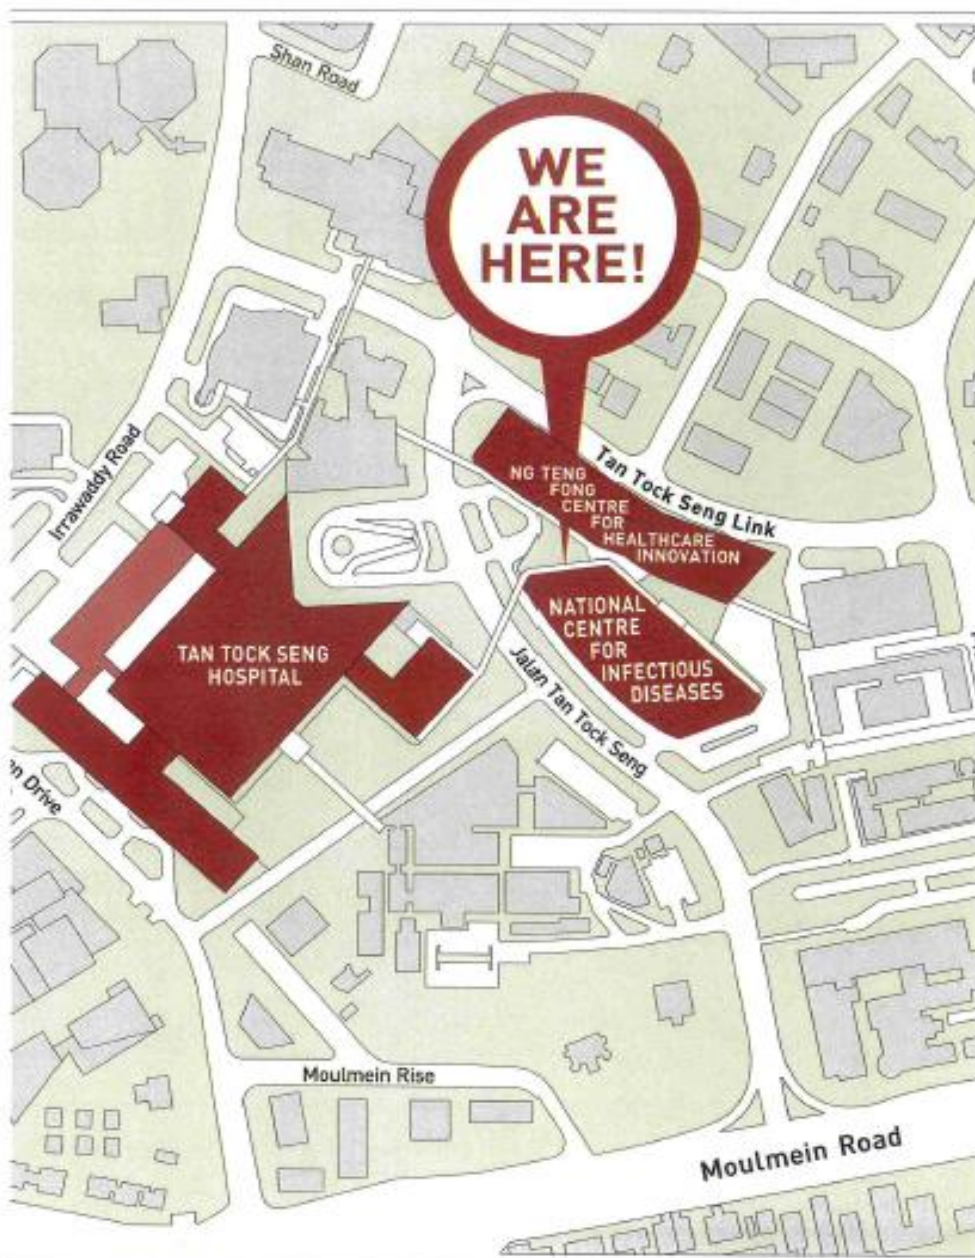 Shan Road
WE
ARE
HERE!
Irrawaddy Road
Tan Tock Seng Link
NG TENG
FONG
CENTRE
FOR
HEALTHCARE
INNOVATION
NATIONAL
CENTRE
FOR
INFECTIOUS
DISEASES
TAN TOCK SENG
HOSPITAL
Jalan Tan Tock Seng
Drive
Moulmein Rise
Moulmein Road